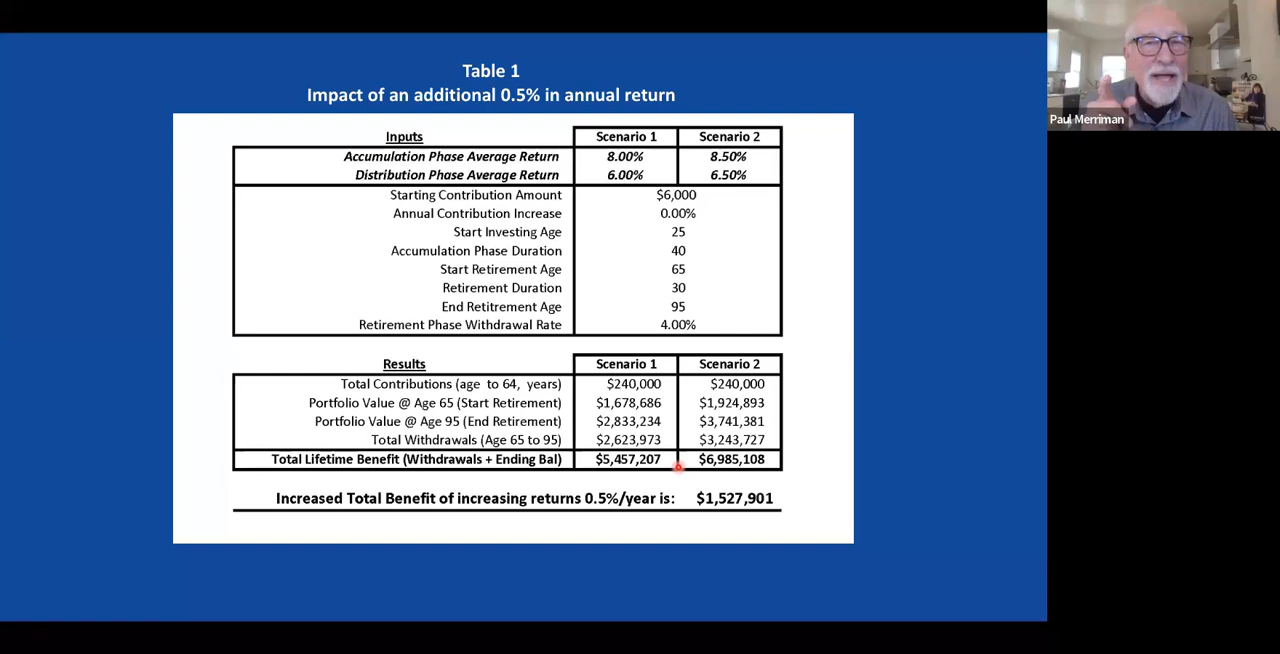 Table 1
Impact of an additional 0.5% in annual return
Inputs Scenario 1 Scenario 2
Accumulation Phase Average Return 8.00% 8.50%
Distribution Phase Average Return 6.00% 6.50%
Starting Contribution Amount $6,000
Annual Contribution Increase 0.00%
Start Investing Age 25
Accumulation Phase Duration 40
Start Retirement Age 65
Retirement Duration 30
End Retitrement Age 95
Retirement Phase Withdrawal Rate 4.00%
Results Scenario 1 Scenario 2
Total Contributions (age to 64, years) $240,000 $240,000
Portfolio Value @ Age 65 (Start Retirement) $1,678,686 $1,924,893
Portfolio Value @ Age 95 (End Retirement) $2,833,234 $3,741,381
Total Withdrawals (Age 65 to 95) $2,623,973 $3,243,727
Total Lifetime Benefit (Withdrawals + Ending Bal) $5,457,207 $6,985,108
Increased Total Benefit of increasing returns 0.5%/year is: $1,527,901
Paul Merriman